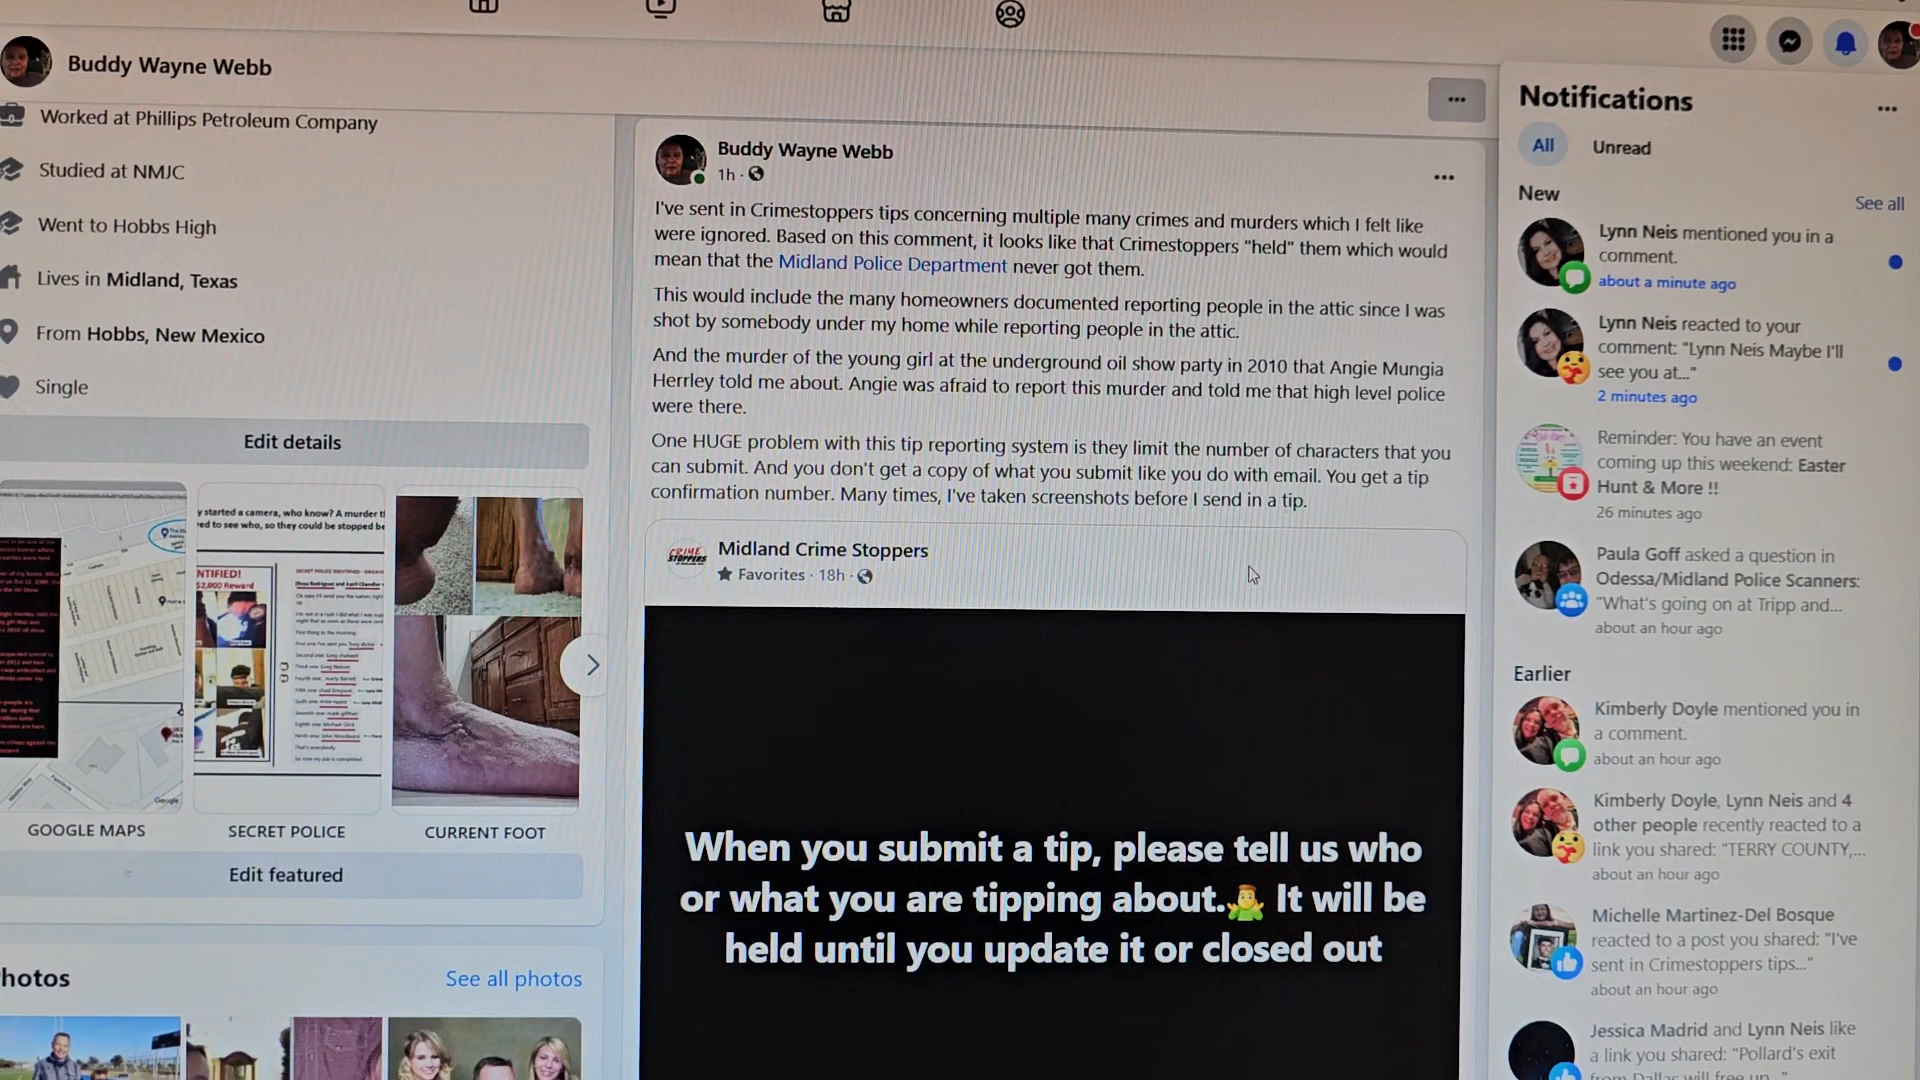 Buddy Wayne Webb
Worked at Phillips Petroleum Company
Studied at NMJC
Went to Hobbs High
Lives in Midland, Texas
From Hobbs, New Mexico
Single
Edit details
NTIFIED!
$2,000 Reward
Google
GOOGLE MAPS
SECRET POLICE
CURRENT FOOT
Edit featured
hotos
See all photos
Buddy Wayne Webb
1h ·
I've sent in Crimestoppers tips concerning multiple many crimes and murders which I felt like
were ignored. Based on this comment, it looks like that Crimestoppers "held" them which would
mean that the Midland Police Department never got them.
This would include the many homeowners documented reporting people in the attic since I was
shot by somebody under my home while reporting people in the attic.
And the murder of the young girl at the underground oil show party in 2010 that Angie Mungia
Herrley told me about. Angie was afraid to report this murder and told me that high level police
were there.
One HUGE problem with this tip reporting system is they limit the number of characters that you
can submit. And you don't get a copy of what you submit like you do with email. You get a tip
confirmation number. Many times, I've taken screenshots before I send in a tip.
CRIME
STOPPERS
Midland Crime Stoppers
Favorites · 18h ·
When you submit a tip, please tell us who
or what you are tipping about.🤷‍♂️ It will be
held until you update it or closed out
Notifications
All
Unread
New
See all
Lynn Neis mentioned you in a
comment.
about a minute ago
Lynn Neis reacted to your
comment: "Lynn Neis Maybe I'll
see you at..."
2 minutes ago
Reminder: You have an event
coming up this weekend: Easter
Hunt & More !!
26 minutes ago
Paula Goff asked a question in
Odessa/Midland Police Scanners:
"What's going on at Tripp and...
about an hour ago
Earlier
Kimberly Doyle mentioned you in
a comment.
about an hour ago
Kimberly Doyle, Lynn Neis and 4
other people recently reacted to a
link you shared: "TERRY COUNTY,...
about an hour ago
Michelle Martinez-Del Bosque
reacted to a post you shared: "I've
sent in Crimestoppers tips..."
about an hour ago
Jessica Madrid and Lynn Neis like
a link you shared: "Pollard's exit
from Dallas will free up..."